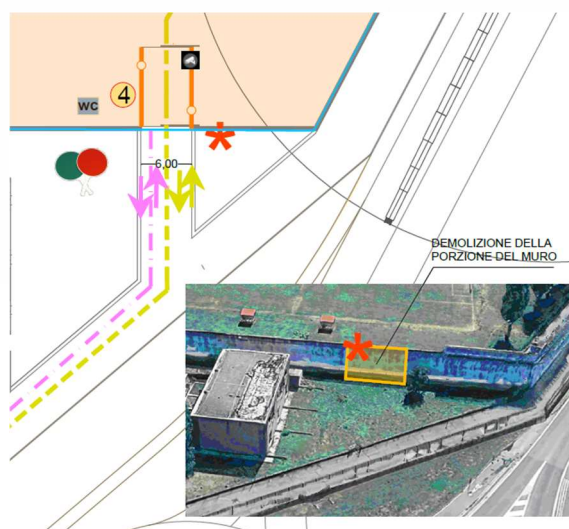 4
WC
6,00
DEMOLIZIONE DELLA
PORZIONE DEL MURO